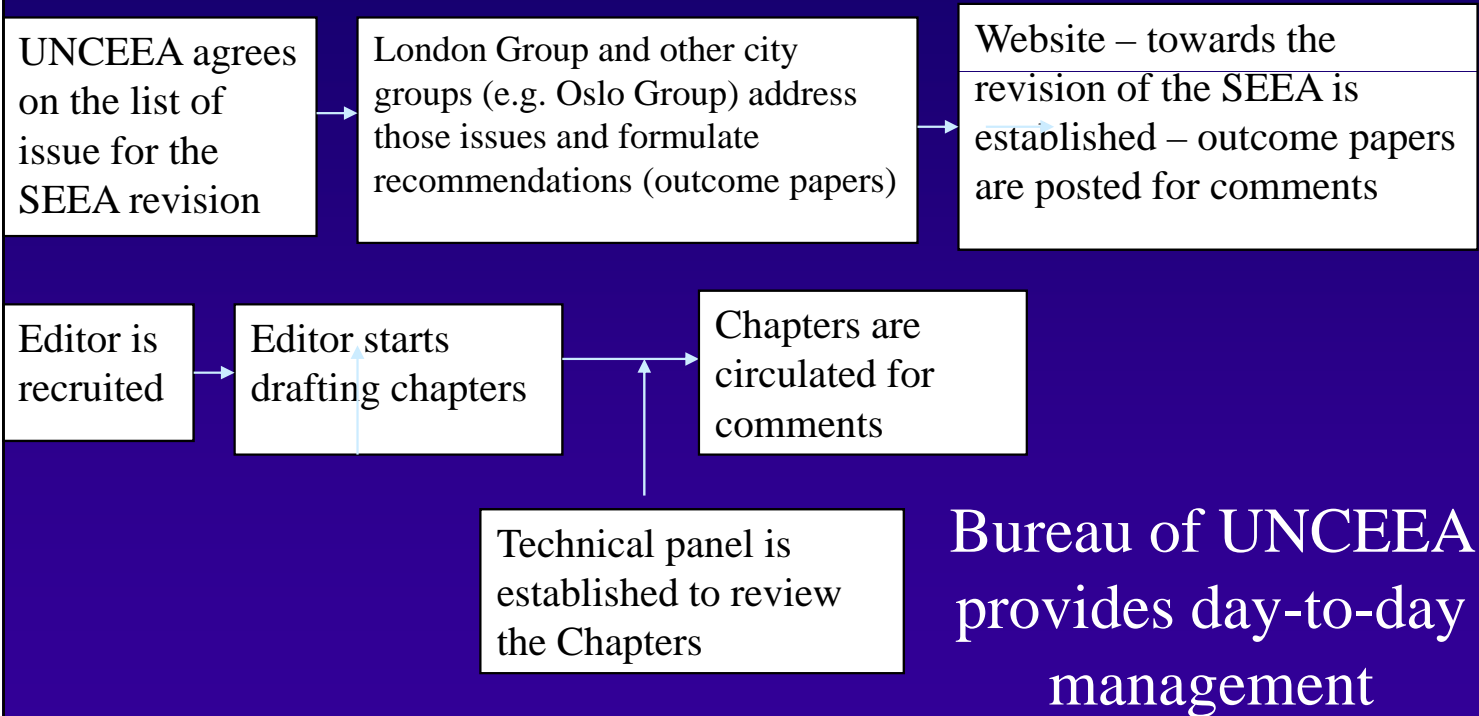 UNCEEA agrees
on the list of
issue for the
SEEA revision
London Group and other city
groups (e.g. Oslo Group) address
those issues and formulate
recommendations (outcome papers)
Website – towards the
revision of the SEEA is
established – outcome papers
are posted for comments
Editor is
recruited
Editor starts
drafting chapters
Chapters are
circulated for
comments
Technical panel is
established to review
the Chapters
Bureau of UNCEEA
provides day-to-day
management